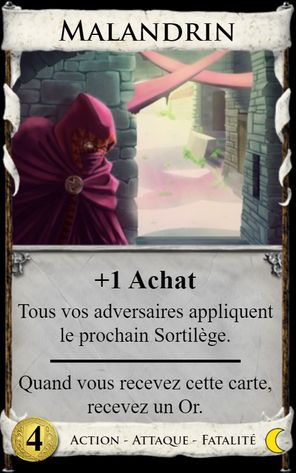 MALANDRIN
+1 Achat
Tous vos adversaires appliquent
le prochain Sortilège.
Quand vous recevez cette carte,
recevez un Or.
4
ACTION - ATTAQUE - FATALITÉ